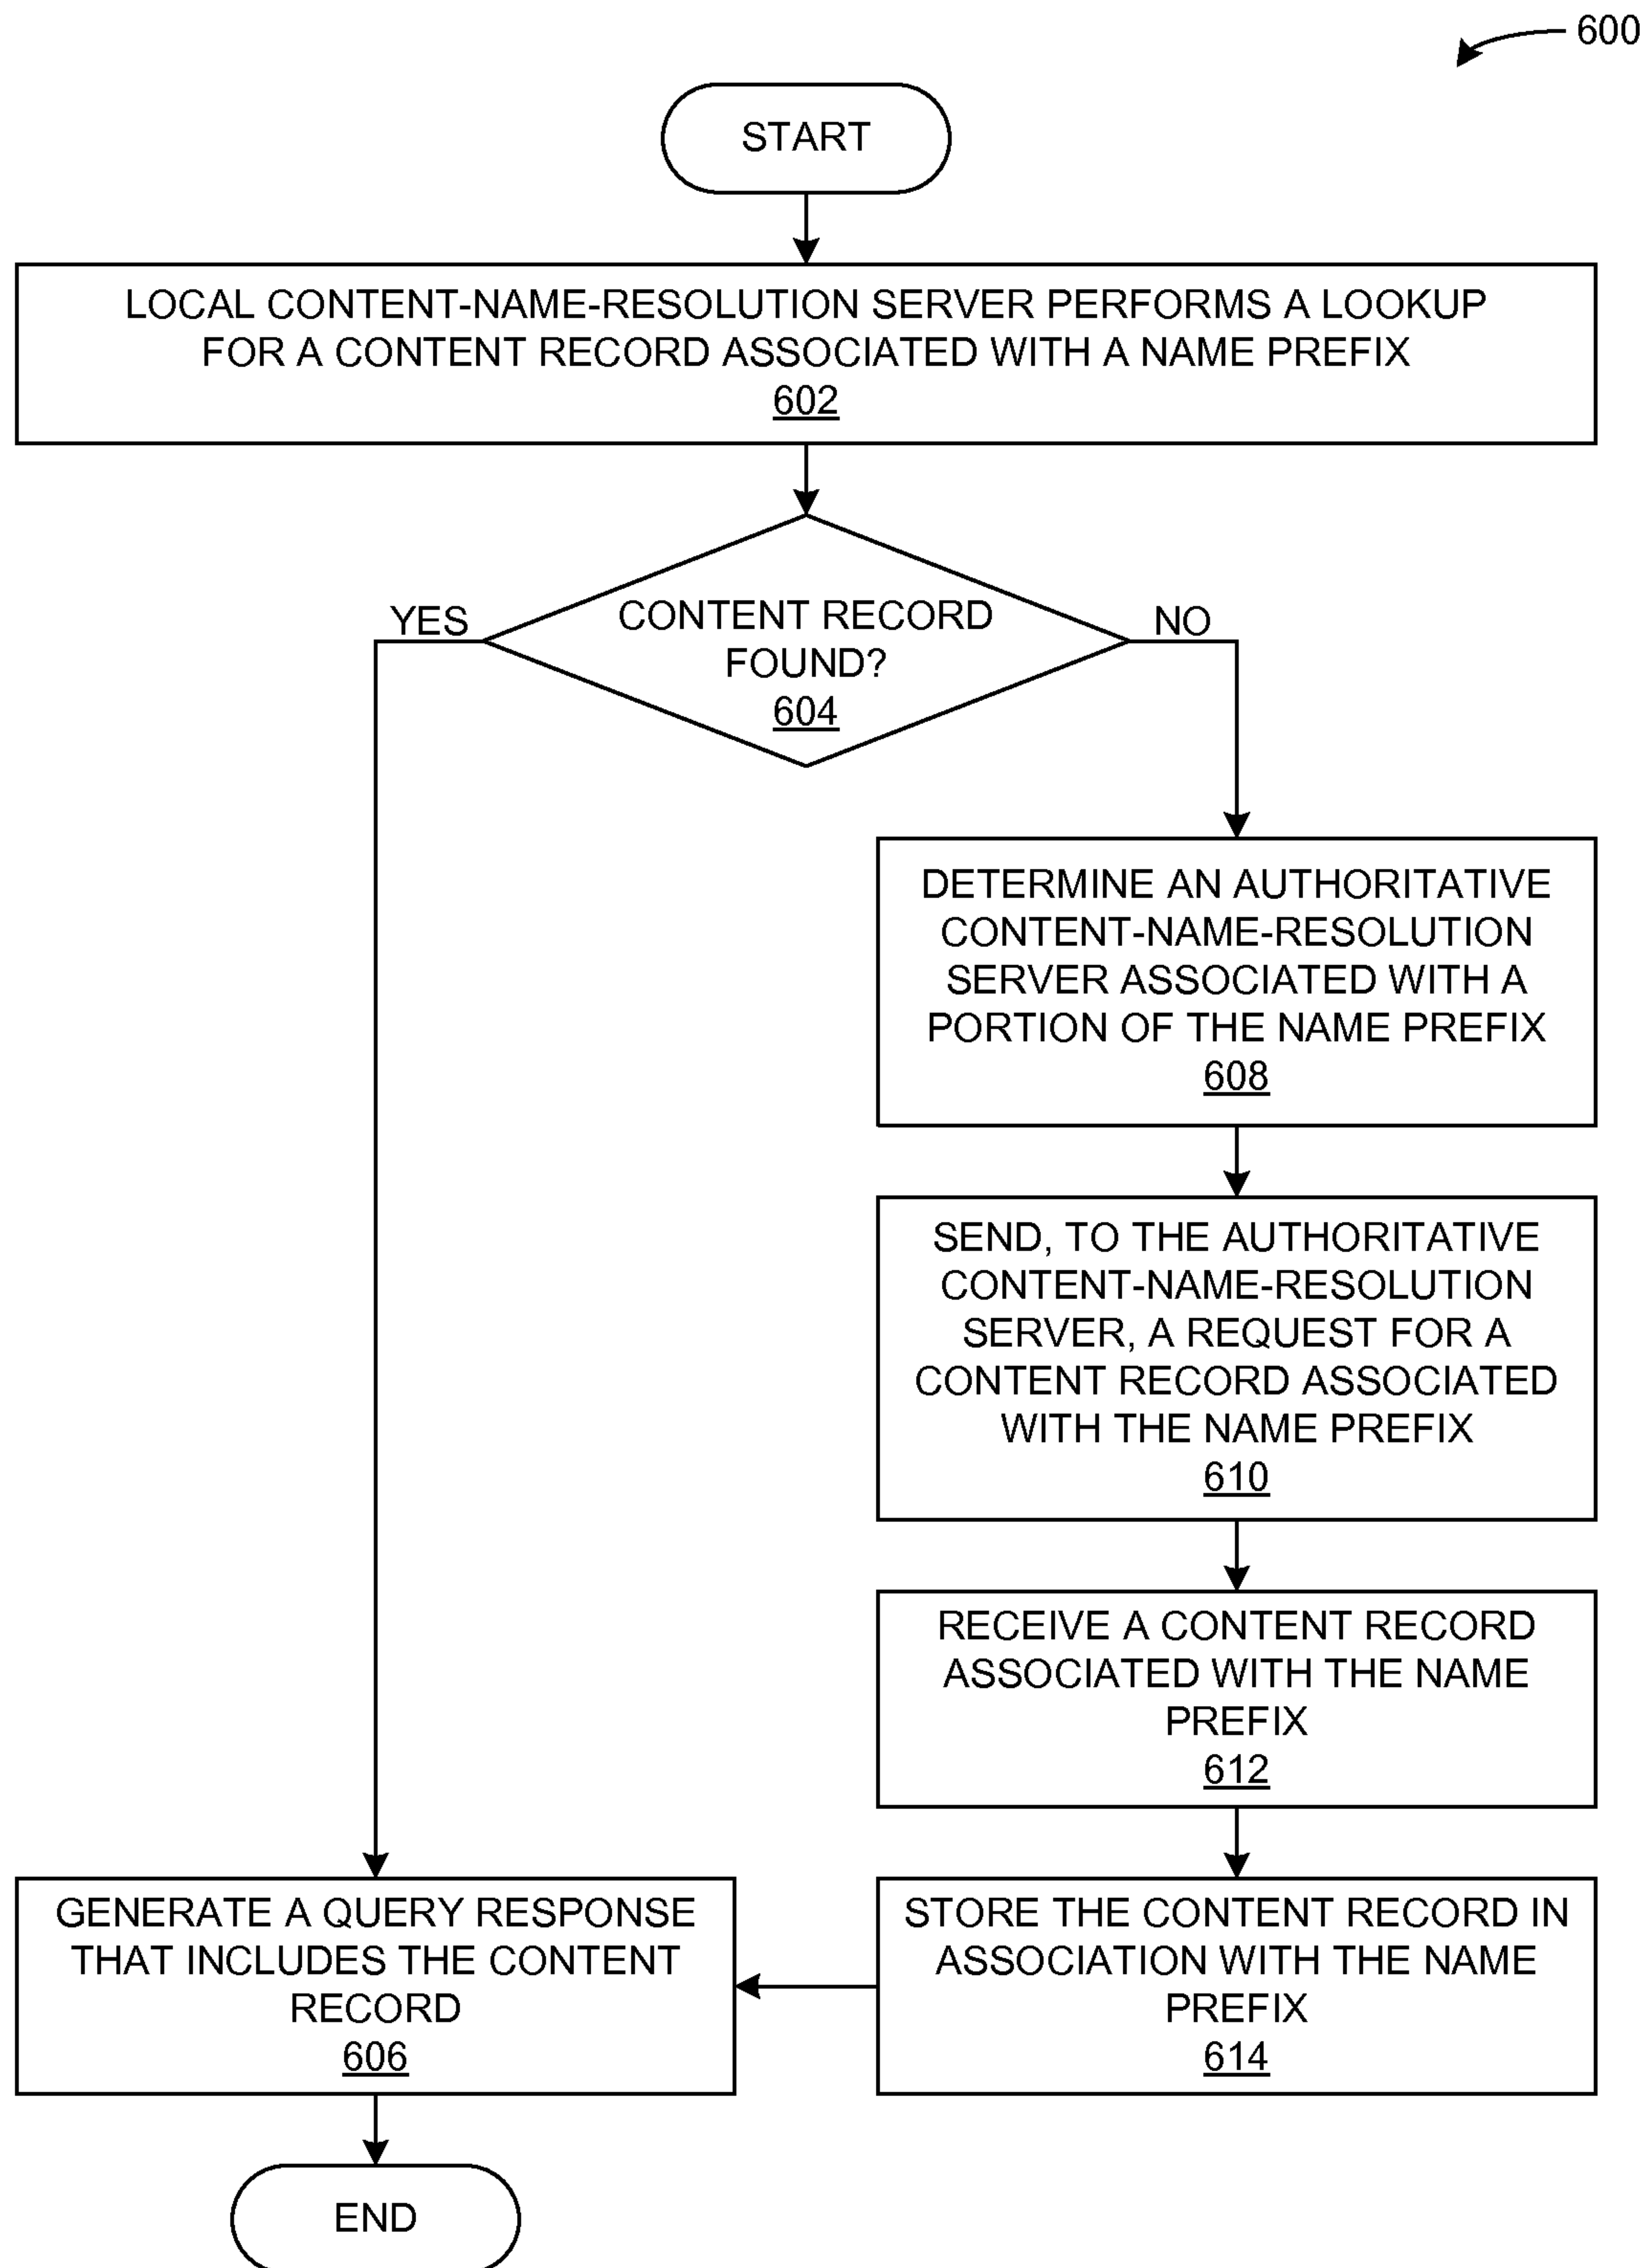 600
START
LOCAL CONTENT-NAME-RESOLUTION SERVER PERFORMS A LOOKUP
FOR A CONTENT RECORD ASSOCIATED WITH A NAME PREFIX
602
YES
CONTENT RECORD
FOUND?
604
NO
DETERMINE AN AUTHORITATIVE
CONTENT-NAME-RESOLUTION
SERVER ASSOCIATED WITH A
PORTION OF THE NAME PREFIX
608
SEND, TO THE AUTHORITATIVE
CONTENT-NAME-RESOLUTION
SERVER, A REQUEST FOR A
CONTENT RECORD ASSOCIATED
WITH THE NAME PREFIX
610
RECEIVE A CONTENT RECORD
ASSOCIATED WITH THE NAME
PREFIX
612
GENERATE A QUERY RESPONSE
THAT INCLUDES THE CONTENT
RECORD
606
STORE THE CONTENT RECORD IN
ASSOCIATION WITH THE NAME
PREFIX
614
END